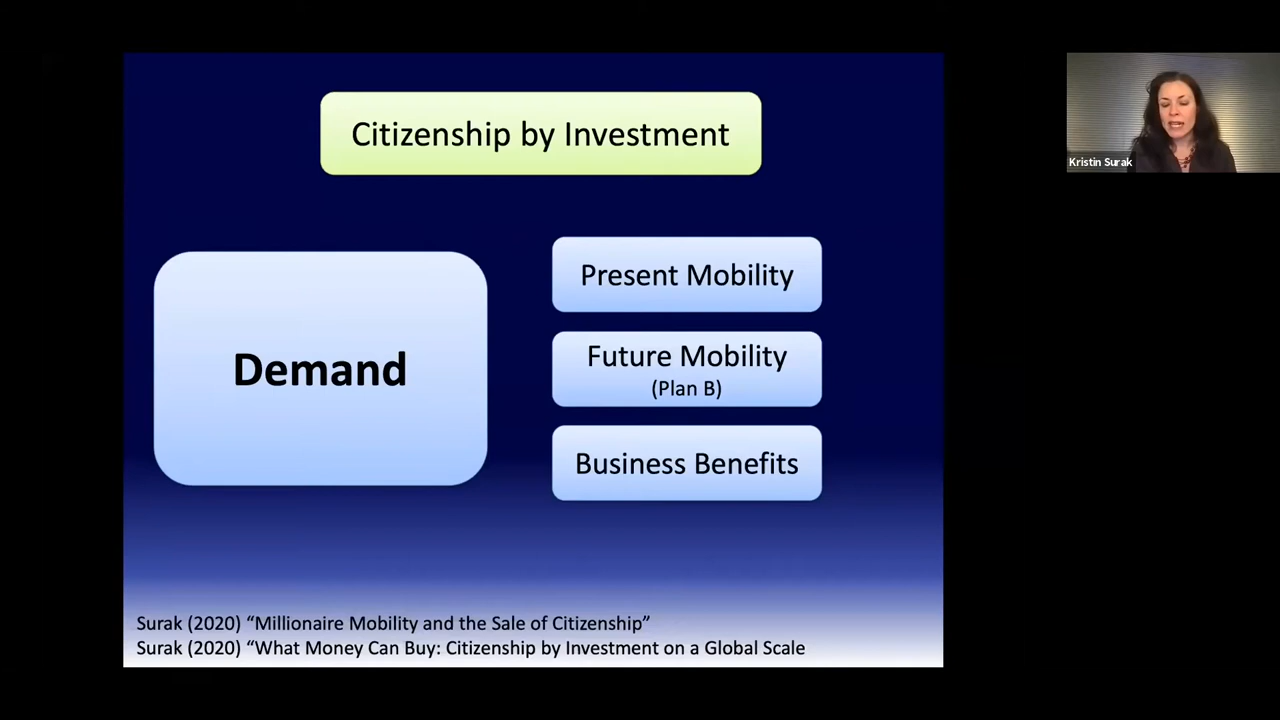 Citizenship by Investment
Demand
Present Mobility
Future Mobility
(Plan B)
Business Benefits
Surak (2020) “Millionaire Mobility and the Sale of Citizenship”
Surak (2020) “What Money Can Buy: Citizenship by Investment on a Global Scale
Kristin Surak